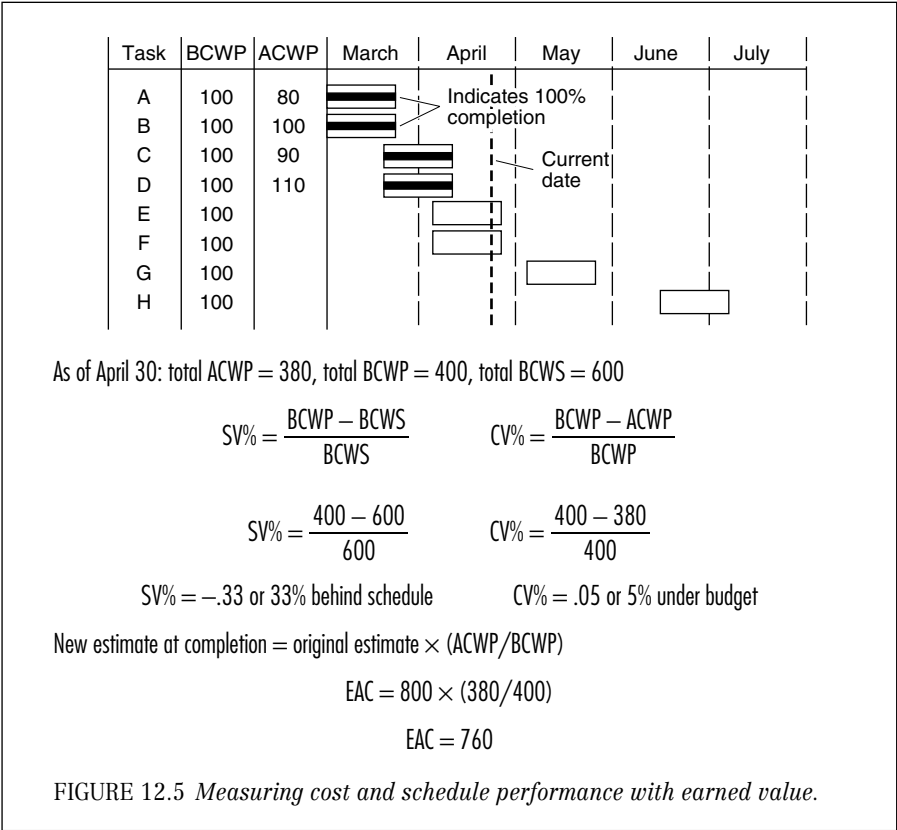 Task BCWP ACWP March April May June July
A 100 80
B 100 100
C 100 90
D 100 110
E 100
F 100
G 100
H 100
Indicates 100%
completion
Current
date
As of April 30: total ACWP = 380, total BCWP = 400, total BCWS = 600
SV% = BCWP – BCWS / BCWS CV% = BCWP – ACWP / BCWP
SV% = 400 – 600 / 600 CV% = 400 – 380 / 400
SV% = –.33 or 33% behind schedule CV% = .05 or 5% under budget
New estimate at completion = original estimate × (ACWP/BCWP)
EAC = 800 × (380/400)
EAC = 760
FIGURE 12.5 Measuring cost and schedule performance with earned value.